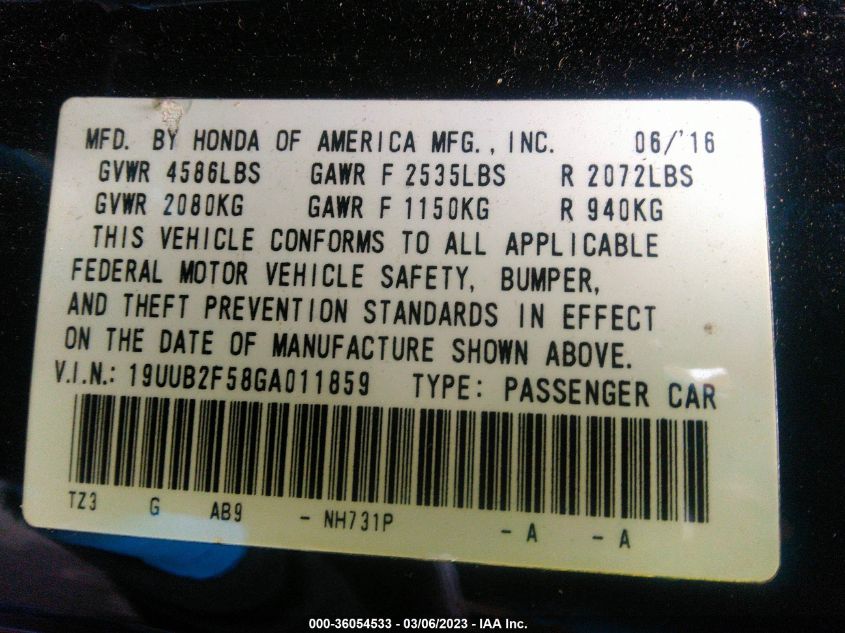 MFD. BY HONDA OF AMERICA MFG., INC. 06/'16
GVWR 4586LBS GAWR F 2535LBS R 2072LBS
GVWR 2080KG GAWR F 1150KG R 940KG
THIS VEHICLE CONFORMS TO ALL APPLICABLE
FEDERAL MOTOR VEHICLE SAFETY, BUMPER,
AND THEFT PREVENTION STANDARDS IN EFFECT
ON THE DATE OF MANUFACTURE SHOWN ABOVE.
V.I.N.: 19UUB2F58GA011859 TYPE: PASSENGER CAR
TZ3 G AB9 - NH731P - A - A
000-36054533 - 03/06/2023 - IAA Inc.